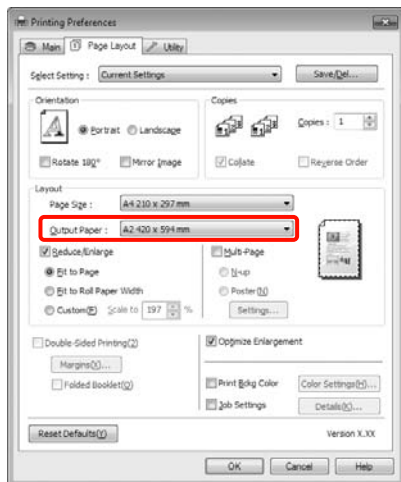 Printing Preferences
Main Page Layout Utility
Select Setting : Current Settings Save/Del...
Orientation Copies
Portrait Landscape Copies : 1
Rotate 180° Mirror Image Collate Reverse Order
Layout
Page Size : A4 210 x 297 mm
Output Paper : A2 420 x 594 mm
Reduce/Enlarge Multi-Page
Fit to Page N-up
Fit to Roll Paper Width Poster(N)
Custom(F) Scale to 197 % Settings...
Double-Sided Printing(2) Optimize Enlargement
Margins(X)...
Folded Booklet(Q) Print Bckg Color Color Settings(H)...
Job Settings Details(K)...
Reset Defaults(Y) Version X.XX
OK Cancel Help